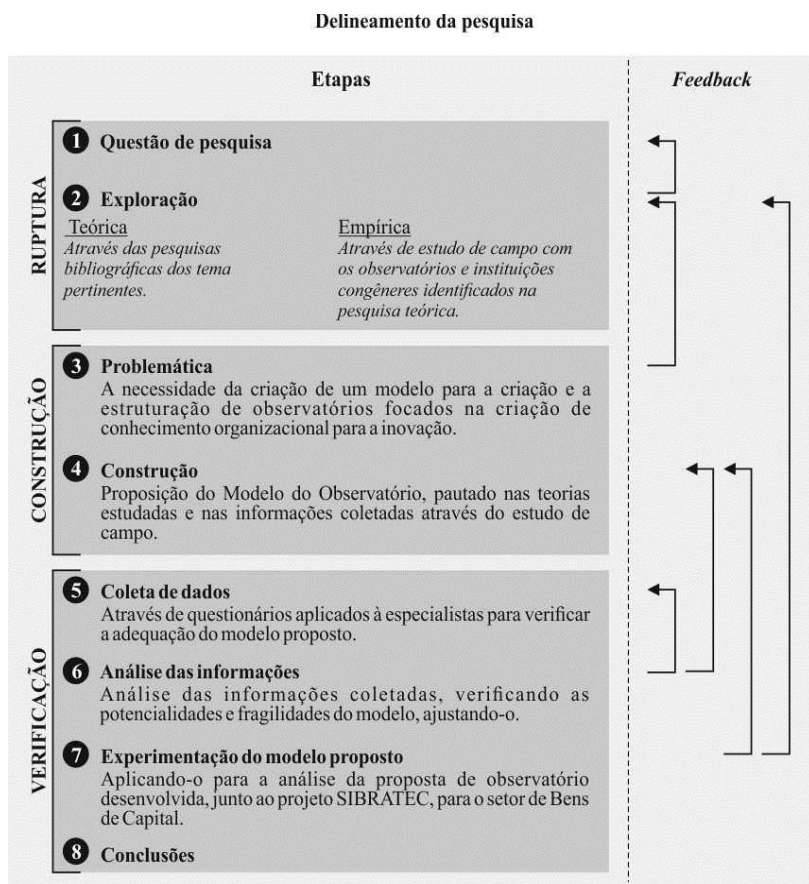 Delineamento da pesquisa
Etapas
Feedback
RUPTURA
1 Questão de pesquisa
2 Exploração
Teórica
Através das pesquisas
bibliográficas dos tema
pertinentes.
Empírica
Através de estudo de campo com
os observatórios e instituições
congêneres identificados na
pesquisa teórica.
CONSTRUÇÃO
3 Problemática
A necessidade da criação de um modelo para a criação e a
estruturação de observatórios focados na criação de
conhecimento organizacional para a inovação.
4 Construção
Proposição do Modelo do Observatório, pautado nas teorias
estudadas e nas informações coletadas através do estudo de
campo.
VERIFICAÇÃO
5 Coleta de dados
Através de questionários aplicados à especialistas para verificar
a adequação do modelo proposto.
6 Análise das informações
Análise das informações coletadas, verificando as
potencialidades e fragilidades do modelo, ajustando-o.
7 Experimentação do modelo proposto
Aplicando-o para a análise da proposta de observatório
desenvolvida, junto ao projeto SIBRATEC, para o setor de Bens
de Capital.
8 Conclusões